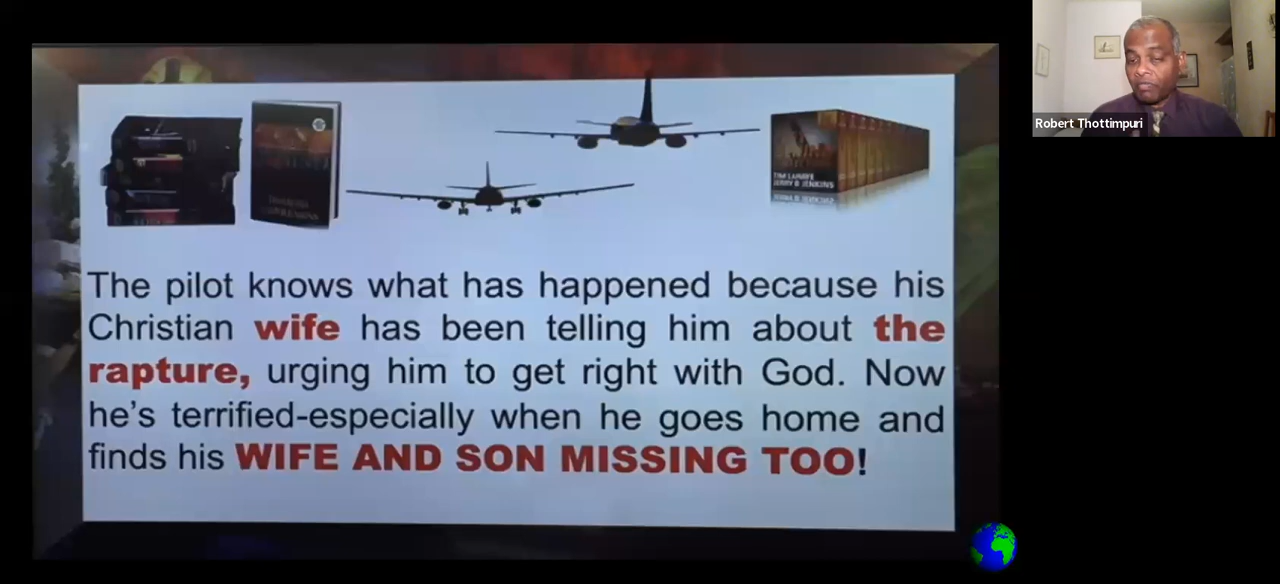 TIM LAHAYE
JERRY B. JENKINS
The pilot knows what has happened because his
Christian wife has been telling him about the
rapture, urging him to get right with God. Now
he's terrified-especially when he goes home and
finds his WIFE AND SON MISSING TOO!
Robert Thottimpuri